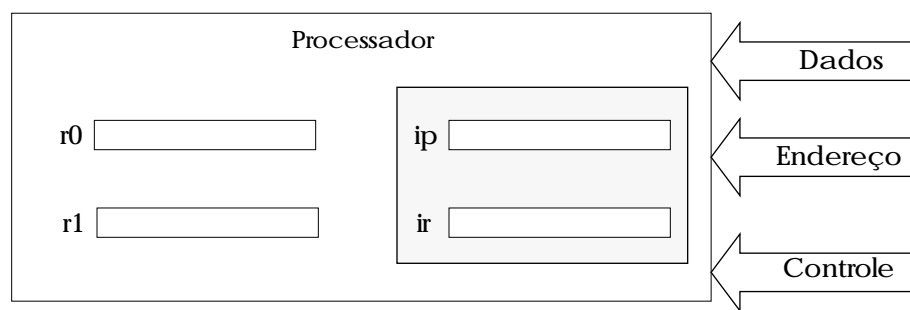 Processador
Dados
r0
ip
Endereço
r1
ir
Controle